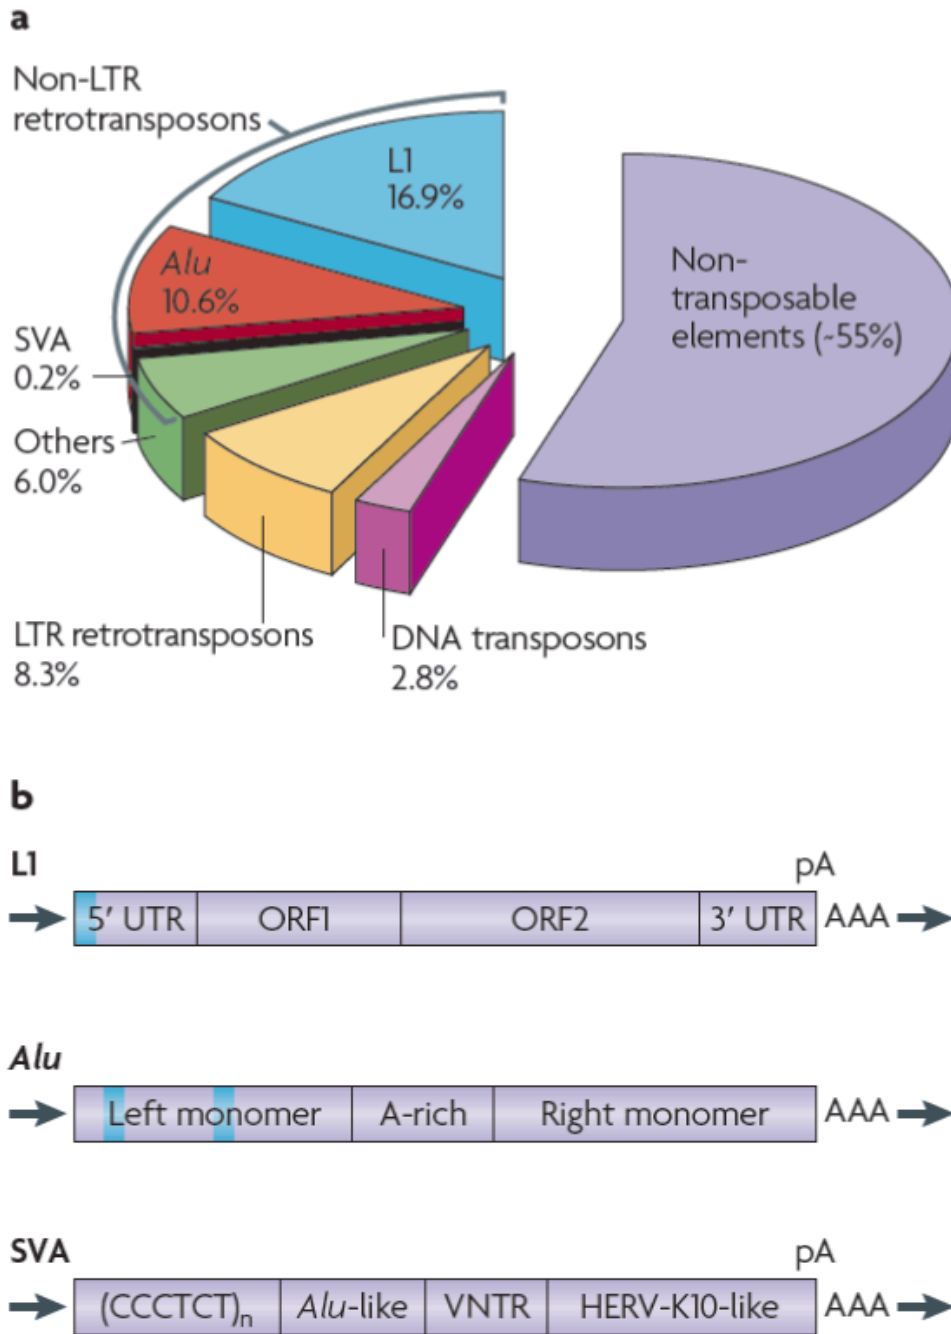 a
Non-LTR
retrotransposons
L1
16.9%
Alu
10.6%
SVA
0.2%
Others
6.0%
LTR retrotransposons
8.3%
DNA transposons
2.8%
Non-
transposable
elements (~55%)
b
L1
pA
5′ UTR ORF1 ORF2 3′ UTR AAA
Alu
Left monomer A-rich Right monomer AAA
SVA
pA
(CCCTCT)n Alu-like VNTR HERV-K10-like AAA